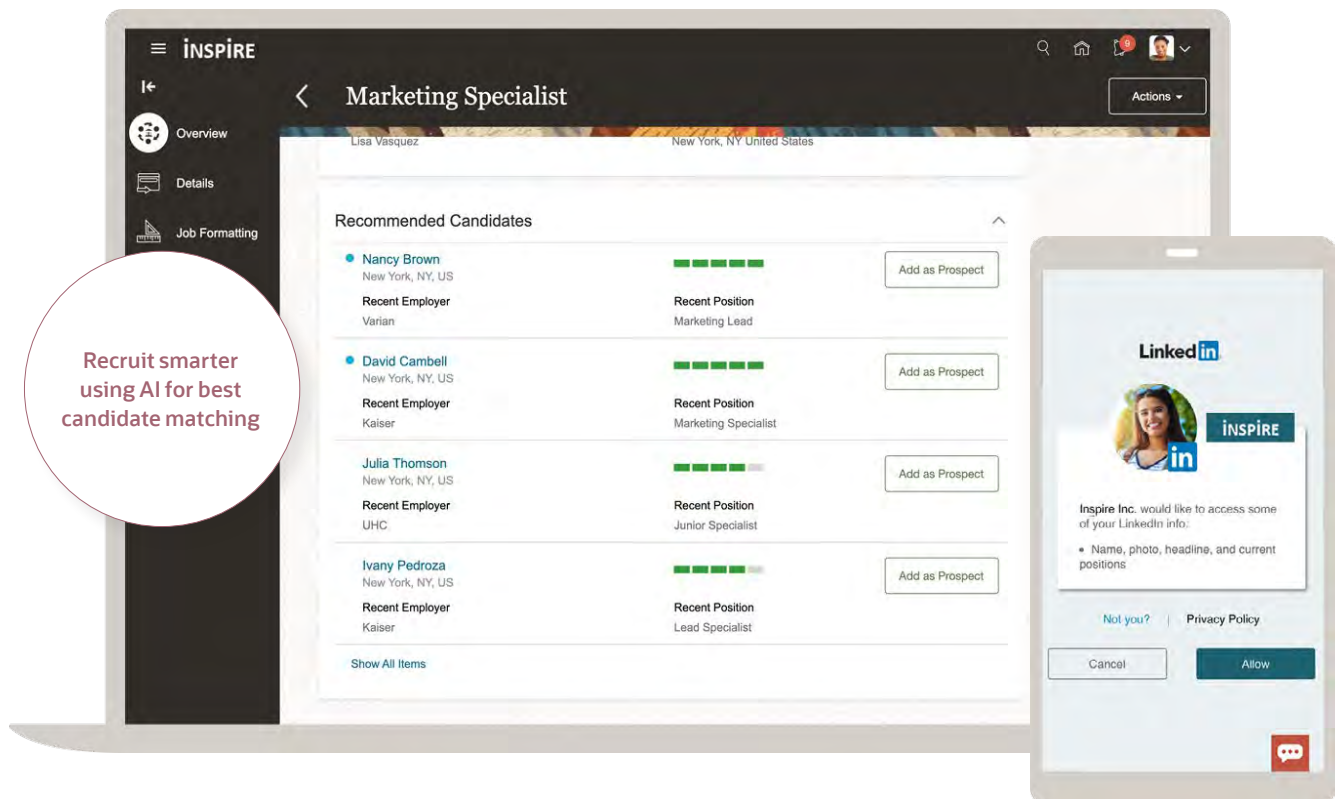 iNSPiRE
9
Marketing Specialist
Actions
Overview
Details
Job Formatting
Lisa Vasquez
New York, NY United States
Recommended Candidates
Nancy Brown
New York, NY, US
Add as Prospect
Recent Employer
Recent Position
Varian
Marketing Lead
David Cambell
New York, NY, US
Add as Prospect
Recent Employer
Recent Position
Kaiser
Marketing Specialist
Julia Thomson
New York, NY, US
Add as Prospect
Recent Employer
Recent Position
UHC
Junior Specialist
Ivany Pedroza
New York, NY, US
Add as Prospect
Recent Employer
Recent Position
Kaiser
Lead Specialist
Show All Items
Recruit smarter
using AI for best
candidate matching
Linked in
iNSPiRE
in
Inspire Inc. would like to access some
of your LinkedIn info:
• Name, photo, headline, and current
positions
Not you? | Privacy Policy
Cancel
Allow